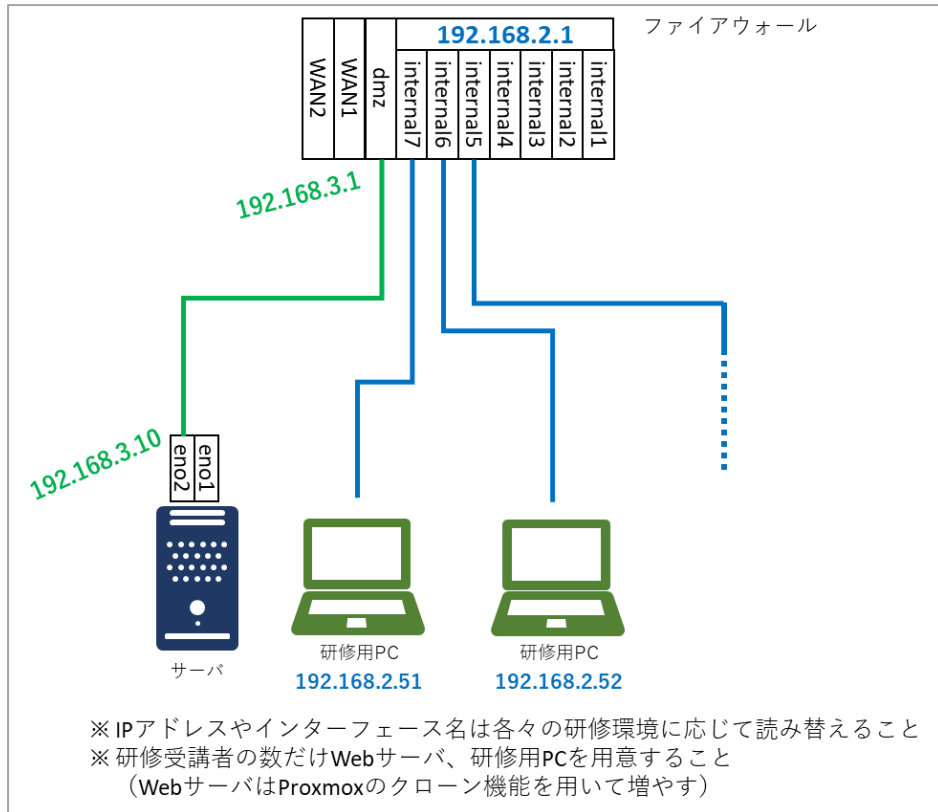 ファイアウォール
192.168.2.1
WAN2
WAN1
dmz
internal7
internal6
internal5
internal4
internal3
internal2
internal1
192.168.3.1
192.168.3.10
eno2
eno1
サーバ
研修用PC
192.168.2.51
研修用PC
192.168.2.52
※ IPアドレスやインターフェース名は各々の研修環境に応じて読み替えること
※ 研修受講者の数だけWebサーバ、研修用PCを用意すること
（WebサーバはProxmoxのクローン機能を用いて増やす）